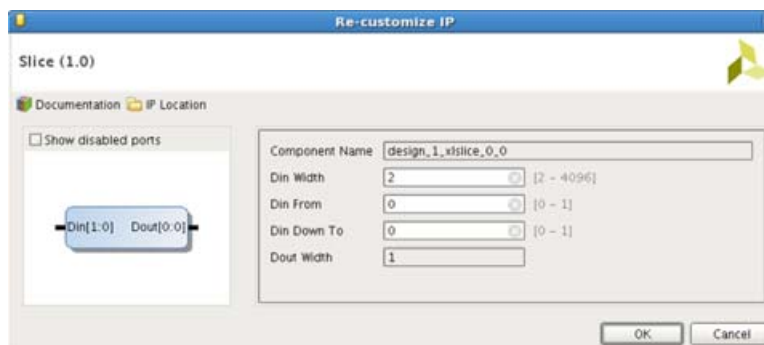 Re-customize IP
Slice (1.0)
Documentation IP Location
Show disabled ports
Din[1:0] Dout[0:0]
Component Name design_1_xlslice_0_0
Din Width 2 [2 - 4096]
Din From 0 [0 - 1]
Din Down To 0 [0 - 1]
Dout Width 1
OK Cancel